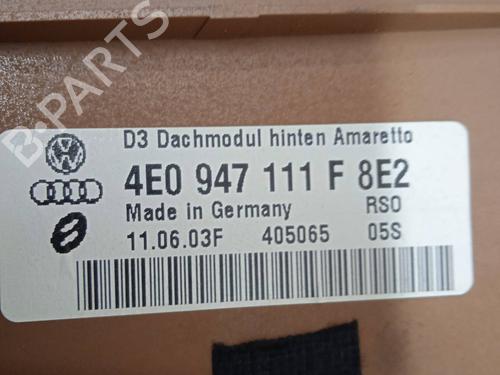 B-PARTS
D3 Dachmodul hinten Amaretto
4E0 947 111 F 8E2
Made in Germany RSO
11.06.03F 405065 05S